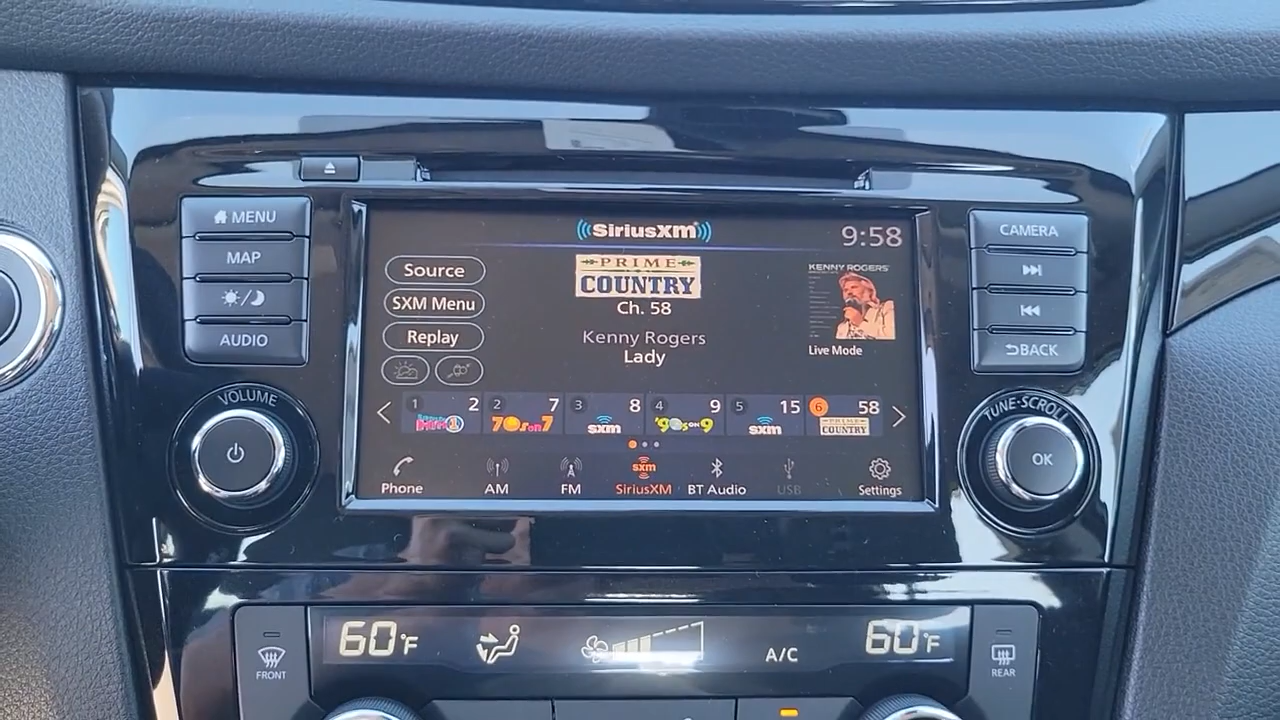 MENU
MAP
AUDIO
VOLUME
((SiriusXM))
9:58
Source
SXM Menu
Replay
PRIME
COUNTRY
Ch. 58
Kenny Rogers
Lady
KENNY ROGERS
Live Mode
1 2
2 7
70s on 7
3 8
sxm
4 9
'90s ON 9
5 15
sxm
6 58
PRIME
COUNTRY
Phone
AM
FM
sxm
SiriusXM
BT Audio
USB
Settings
CAMERA
BACK
TUNE·SCROLL
OK
60°F
A/C
60°F
FRONT
REAR